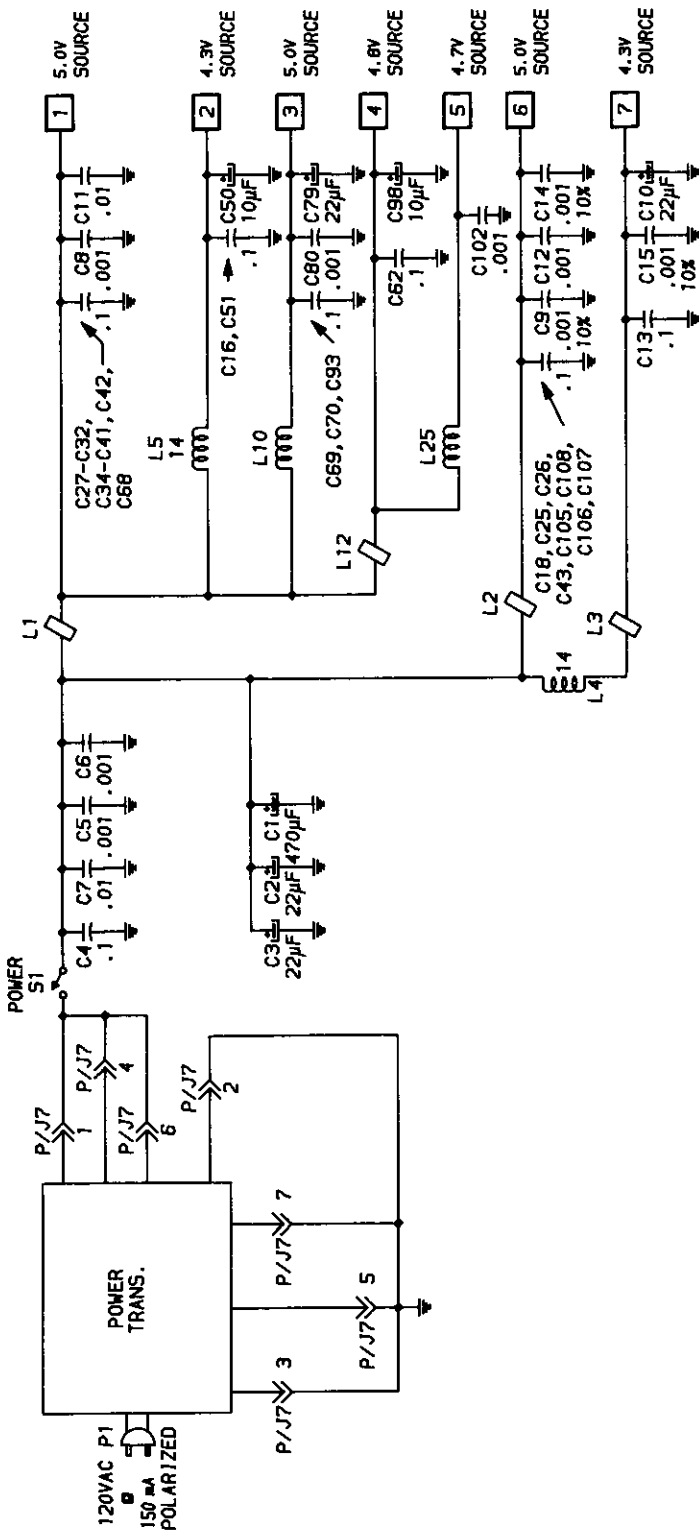 120VAC P1
@
150 mA
POLARIZED
POWER
TRANS.
P/J7
1
P/J7
4
P/J7
6
P/J7
2
P/J7
7
P/J7
5
P/J7
3
POWER
S1
C4
.1
C7
.01
C5
.001
C6
.001
C3
22µF
C2
22µF
C1
470µF
L1
C27-C32,
C34-C41, C42,
C68
.1
C8
.001
C11
.01
1
5.0V
SOURCE
L5
14
C16, C51
.1
C50
10µF
2
4.3V
SOURCE
L10
C69, C70, C93
.1
C80
.001
C79
22µF
3
5.0V
SOURCE
L12
C62
.1
C98
10µF
4
4.8V
SOURCE
L25
C102
.001
5
4.7V
SOURCE
L2
C18, C25, C26,
C43, C105, C108,
C106, C107
.1
C9
.001
10%
C12
.001
C14
.001
10%
6
5.0V
SOURCE
14
L4
L3
C13
.1
C15
.001
10%
C10
22µF
7
4.3V
SOURCE